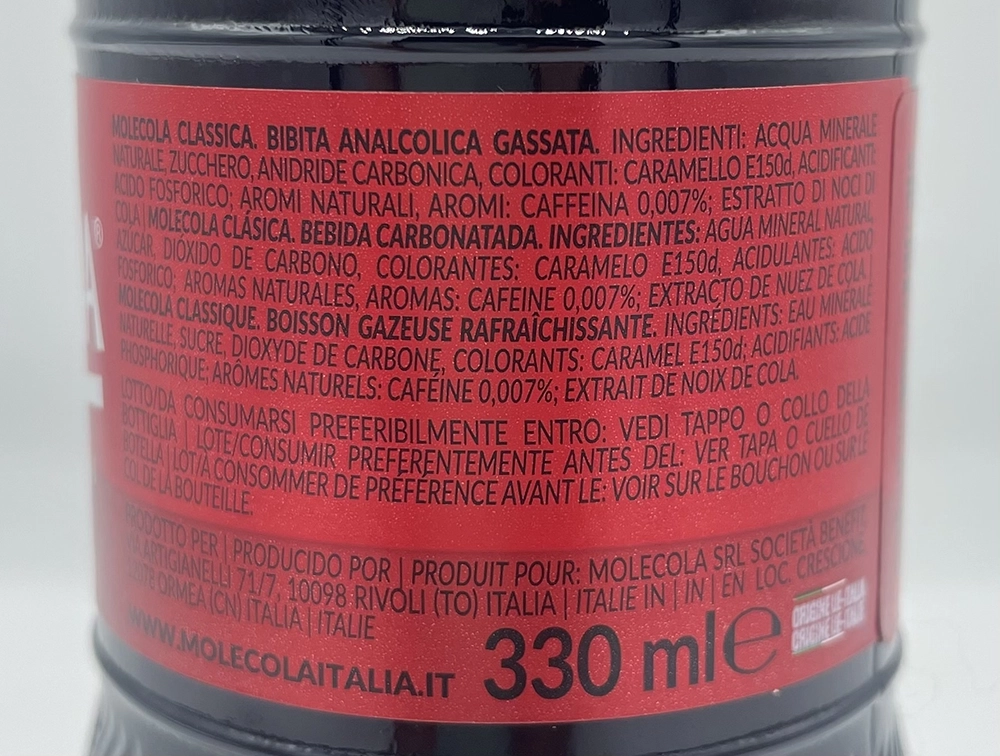 A®
MOLECOLA CLASSICA. BIBITA ANALCOLICA GASSATA. INGREDIENTI: ACQUA MINERALE
NATURALE, ZUCCHERO, ANIDRIDE CARBONICA, COLORANTI: CARAMELLO E150d, ACIDIFICANTE:
ACIDO FOSFORICO; AROMI NATURALI, AROMI: CAFFEINA 0,007%; ESTRATTO DI NOCI DI
COLA | MOLECOLA CLÁSICA. BEBIDA CARBONATADA. INGREDIENTES: AGUA MINERAL NATURAL,
AZÚCAR, DIÓXIDO DE CARBONO, COLORANTES: CARAMELO E150d, ACIDULANTES: ÁCIDO
FOSFÓRICO; AROMAS NATURALES, AROMAS: CAFEINE 0,007%; EXTRACTO DE NUEZ DE COLA. |
MOLECOLA CLASSIQUE. BOISSON GAZEUSE RAFRAÎCHISSANTE. INGRÉDIENTS: EAU MINÉRALE
NATURELLE, SUCRE, DIOXYDE DE CARBONE, COLORANTS: CARAMEL E150d, ACIDIFIANTS: ACIDE
PHOSPHORIQUE; ARÔMES NATURELS: CAFÉINE 0,007%; EXTRAIT DE NOIX DE COLA.
LOTTO/DA CONSUMARSI PREFERIBILMENTE ENTRO: VEDI TAPPO O COLLO DELLA
BOTTIGLIA | LOTE/CONSUMIR PREFERENTEMENTE ANTES DEL: VER TAPA O CUELLO DE
BOTELLA | LOT/À CONSOMMER DE PRÉFÉRENCE AVANT LE: VOIR SUR LE BOUCHON OU SUR LE
COL DE LA BOUTEILLE.
PRODOTTO PER | PRODUCIDO POR | PRODUIT POUR: MOLECOLA SRL SOCIETÀ BENEFIT
VIA ARTIGIANELLI 71/7, 10098 RIVOLI (TO) ITALIA | ITALIE IN | IN | EN LOC. CRESCIONE
ORMEA (CN) ITALIA | ITALIE
WWW.MOLECOLAITALIA.IT 330 ml e
ORIGINE UE-ITALIA